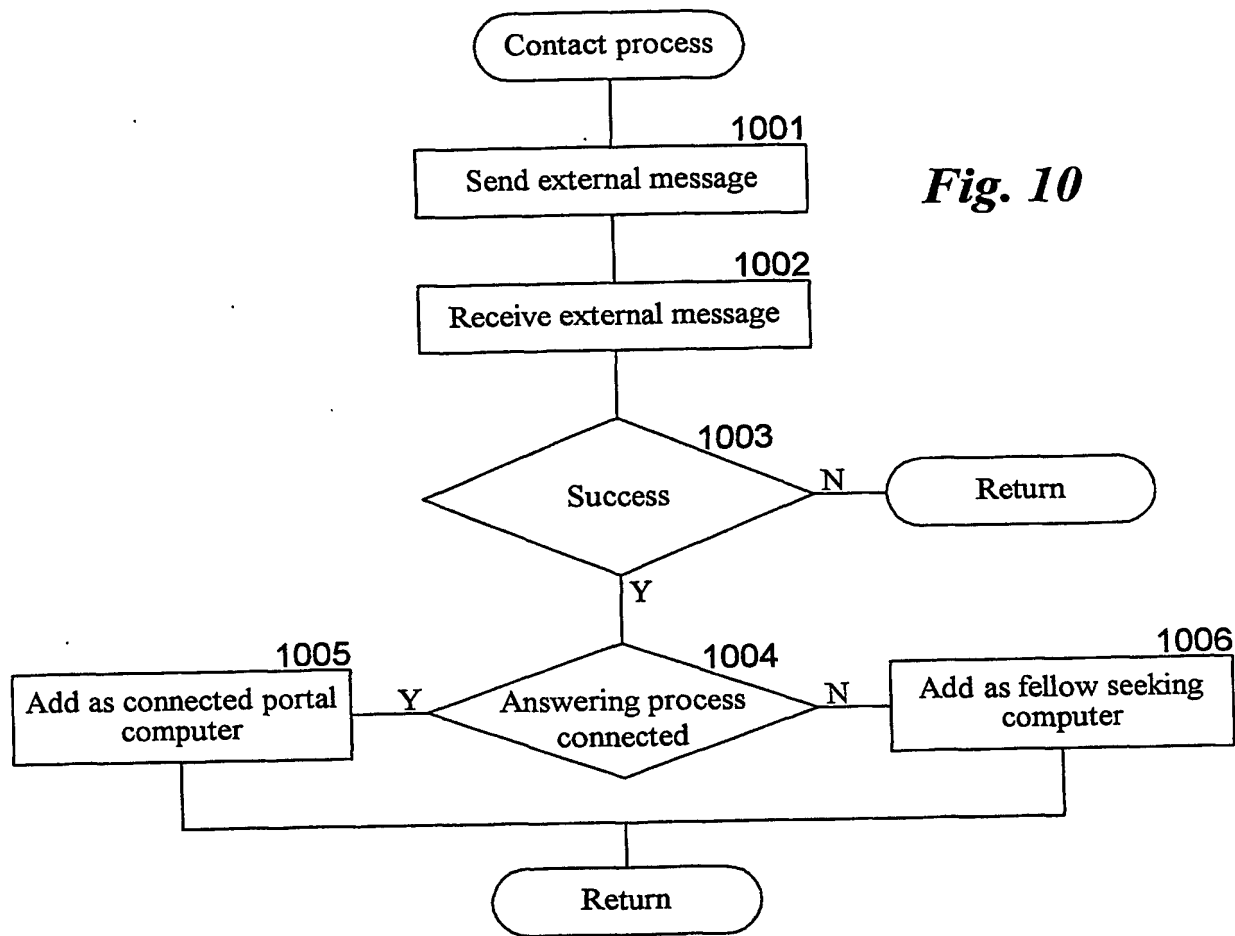 Contact process
1001
Send external message
Fig. 10
1002
Receive external message
1003
Success
N
Return
Y
1005
Add as connected portal
computer
Y
1004
Answering process
connected
N
1006
Add as fellow seeking
computer
Return